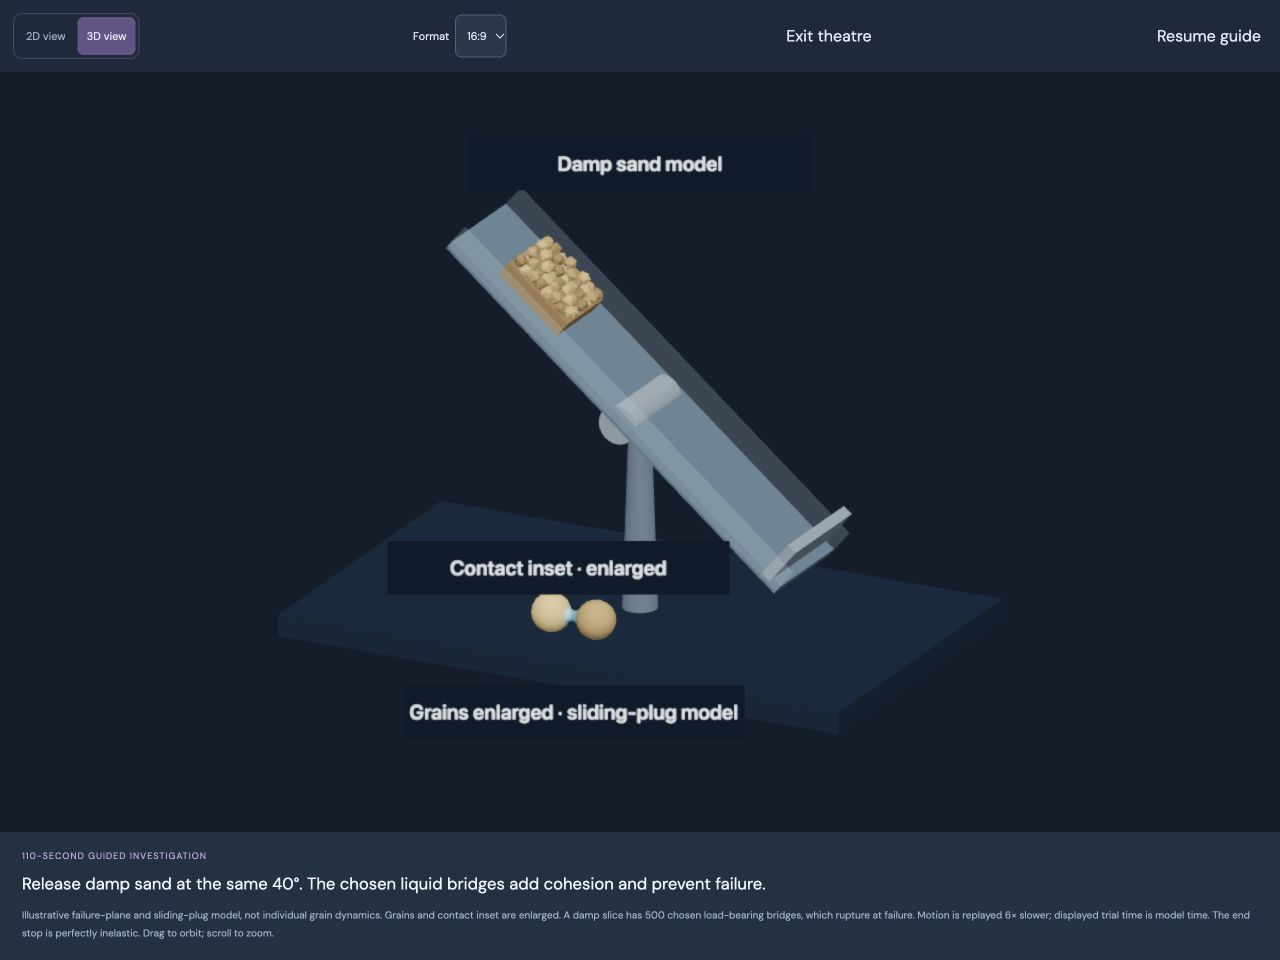 2D view
3D view
Format
16:9
Exit theatre
Resume guide
Damp sand model
Contact inset · enlarged
Grains enlarged · sliding-plug model
110-SECOND GUIDED INVESTIGATION
Release damp sand at the same 40°. The chosen liquid bridges add cohesion and prevent failure.
Illustrative failure-plane and sliding-plug model, not individual grain dynamics. Grains and contact inset are enlarged. A damp slice has 500 chosen load-bearing bridges, which rupture at failure. Motion is replayed 6× slower; displayed trial time is model time. The end
stop is perfectly inelastic. Drag to orbit; scroll to zoom.